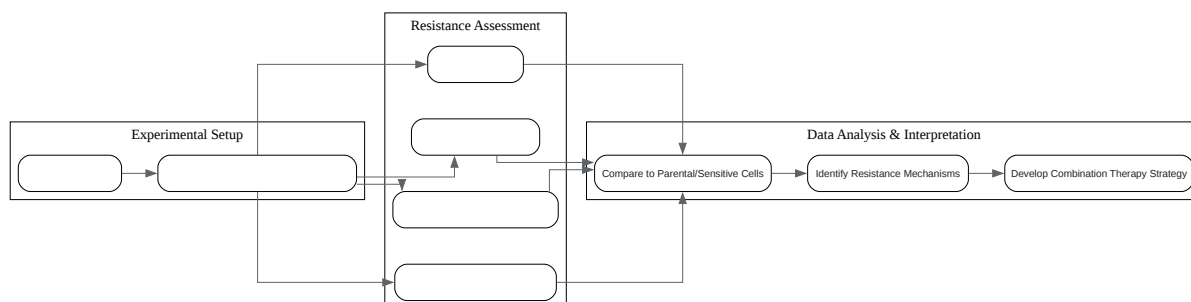 Resistance Assessment
Experimental Setup
Data Analysis & Interpretation
Compare to Parental/Sensitive Cells
Identify Resistance Mechanisms
Develop Combination Therapy Strategy